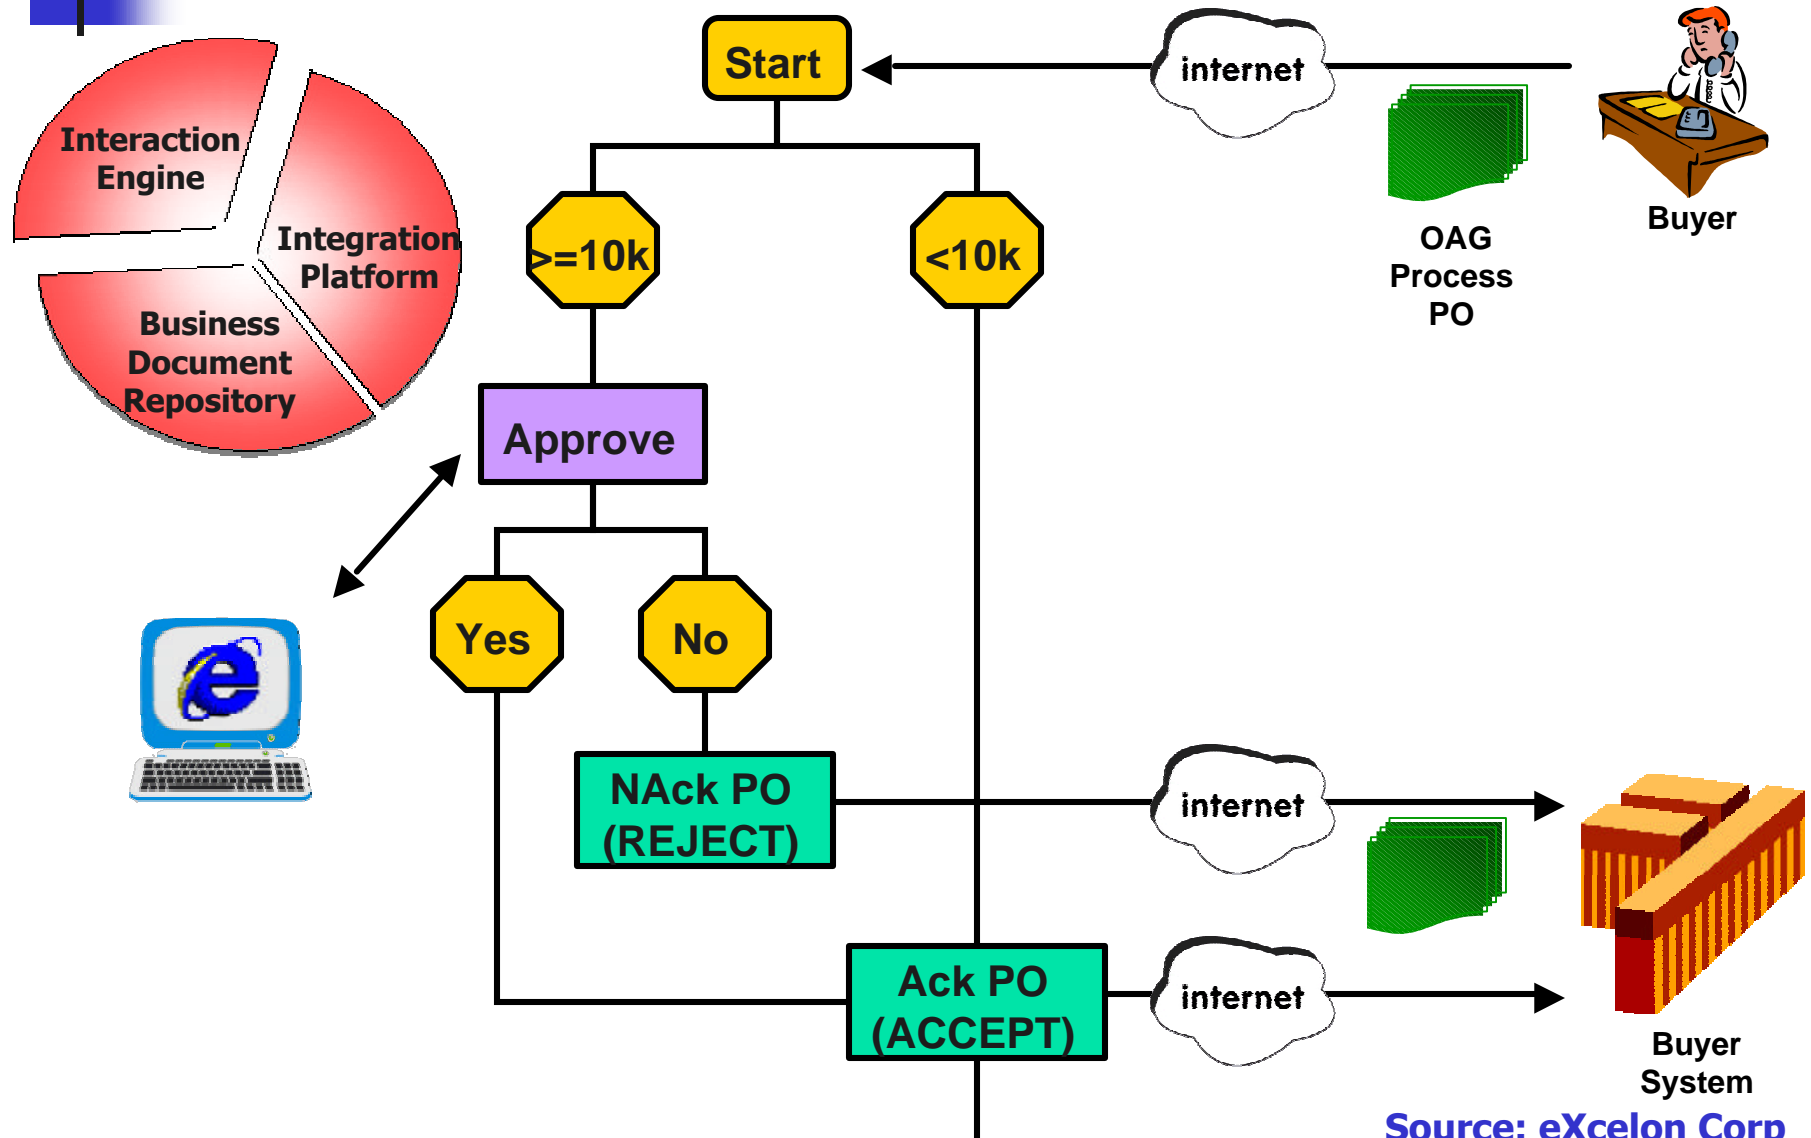 Start
internet
Interaction
Engine
Integration
Platform
Business
Document
Repository
>=10k
<10k
OAG
Process
PO
Buyer
Approve
Yes
No
NAck PO
(REJECT)
internet
Ack PO
(ACCEPT)
internet
Buyer
System
Source: eXcelon Corp